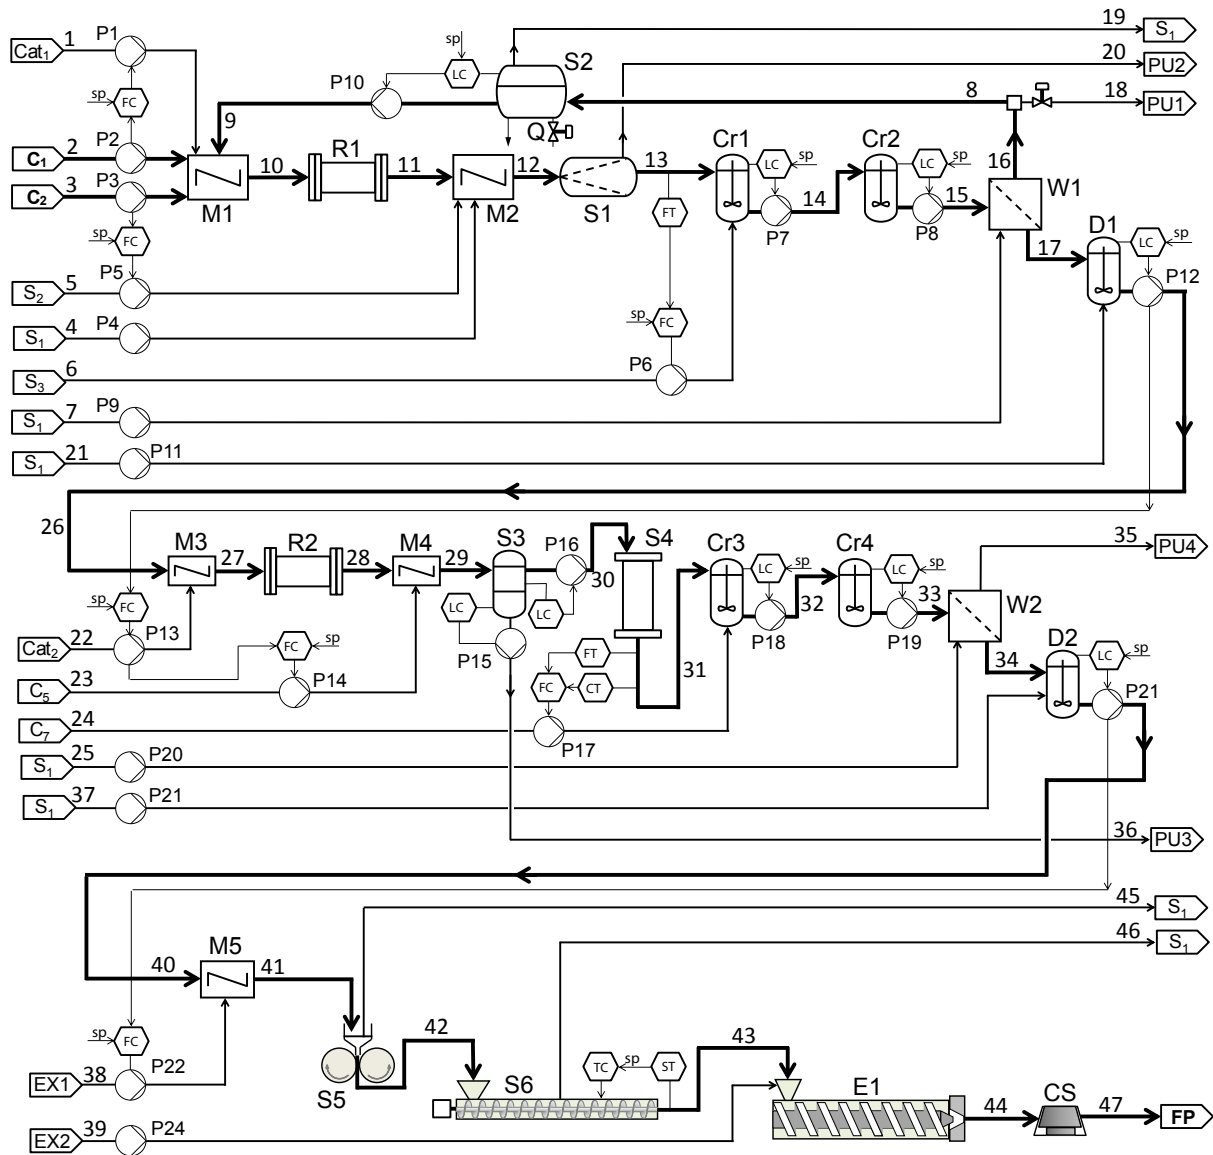 19
S1
Cat1
1
P1
sp
LC
S2
20
PU2
P10
sp
FC
8
18
PU1
9
Q
Cr1
Cr2
16
C1
2
P2
10
R1
11
12
13
LC
sp
LC
sp
W1
C2
3
P3
M1
M2
S1
14
15
D1
FT
P7
P8
17
LC
sp
sp
FC
P12
S2
5
P5
S1
4
P4
sp
FC
S3
6
P6
S1
7
P9
S1
21
P11
26
M3
27
R2
28
M4
29
S3
P16
S4
Cr3
Cr4
35
PU4
30
LC
sp
LC
sp
sp
FC
LC
LC
32
33
W2
Cat2
22
P13
FC
sp
P15
P18
P19
D2
FT
31
34
LC
sp
C5
23
P14
FC
CT
P21
C7
24
P17
S1
25
P20
S1
37
P21
36
PU3
45
S1
46
S1
M5
40
41
sp
FC
42
43
EX1
38
P22
S5
TC
sp
ST
S6
E1
CS
EX2
39
P24
44
47
FP